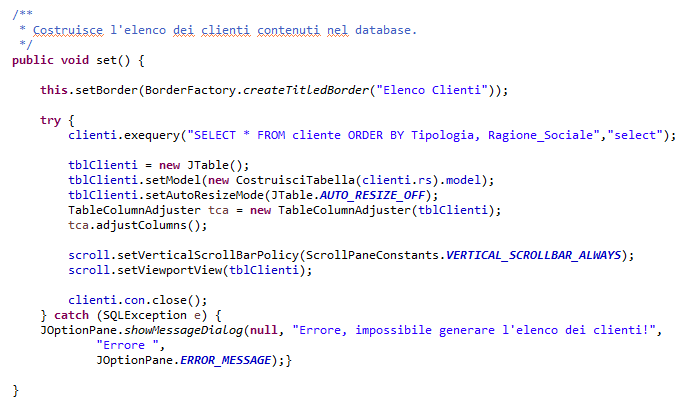 /**
 * Costruisce l'elenco dei clienti contenuti nel database.
 */
public void set() {
    this.setBorder(BorderFactory.createTitledBorder("Elenco Clienti"));
    try {
        clienti.exequery("SELECT * FROM cliente ORDER BY Tipologia, Ragione_Sociale","select");
        tblClienti = new JTable();
        tblClienti.setModel(new CostruisciTabella(clienti.rs).model);
        tblClienti.setAutoResizeMode(JTable.AUTO_RESIZE_OFF);
        TableColumnAdjuster tca = new TableColumnAdjuster(tblClienti);
        tca.adjustColumns();
        scroll.setVerticalScrollBarPolicy(ScrollPaneConstants.VERTICAL_SCROLLBAR_ALWAYS);
        scroll.setViewportView(tblClienti);
        clienti.con.close();
    } catch (SQLException e) {
    JOptionPane.showMessageDialog(null, "Errore, impossibile generare l'elenco dei clienti!",
            "Errore ",
            JOptionPane.ERROR_MESSAGE);}
}